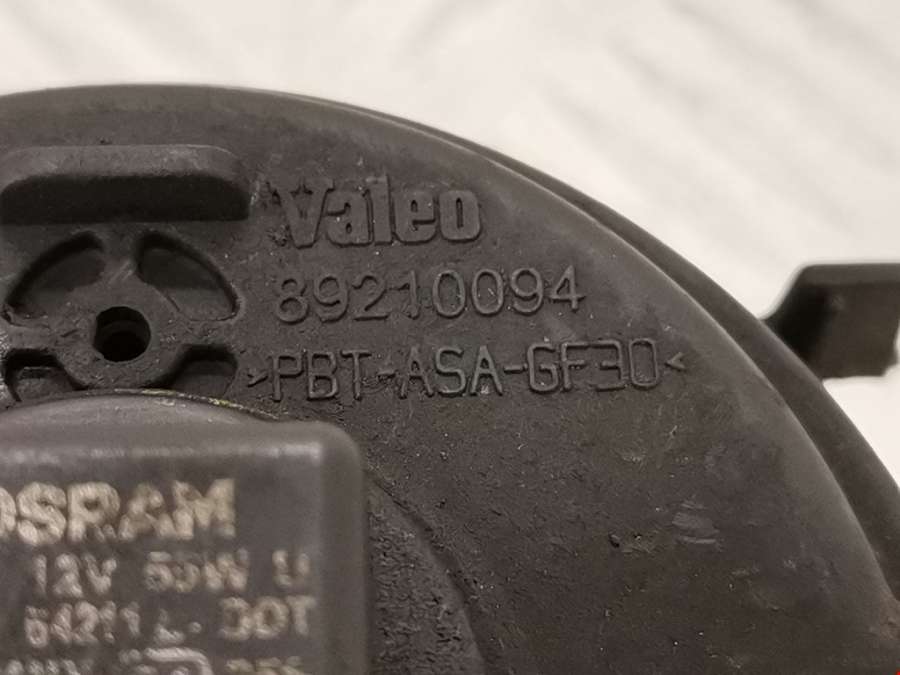 Valeo
89210094
>PBT-ASA-GF30<
OSRAM
12V 55W U
64211 L DOT